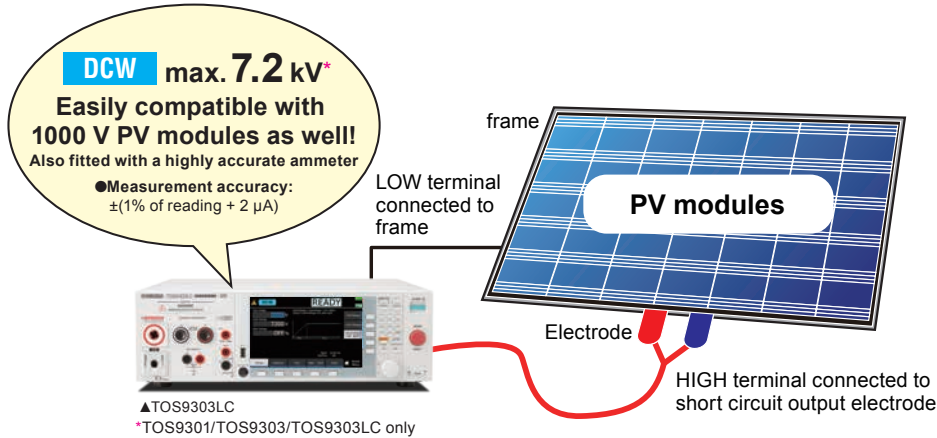 DCW max. 7.2 kV*
Easily compatible with
1000 V PV modules as well!
Also fitted with a highly accurate ammeter
●Measurement accuracy:
±(1% of reading + 2 μA)
frame
LOW terminal
connected to
frame
PV modules
READY
Electrode
HIGH terminal connected to
short circuit output electrode
▲TOS9303LC
*TOS9301/TOS9303/TOS9303LC only